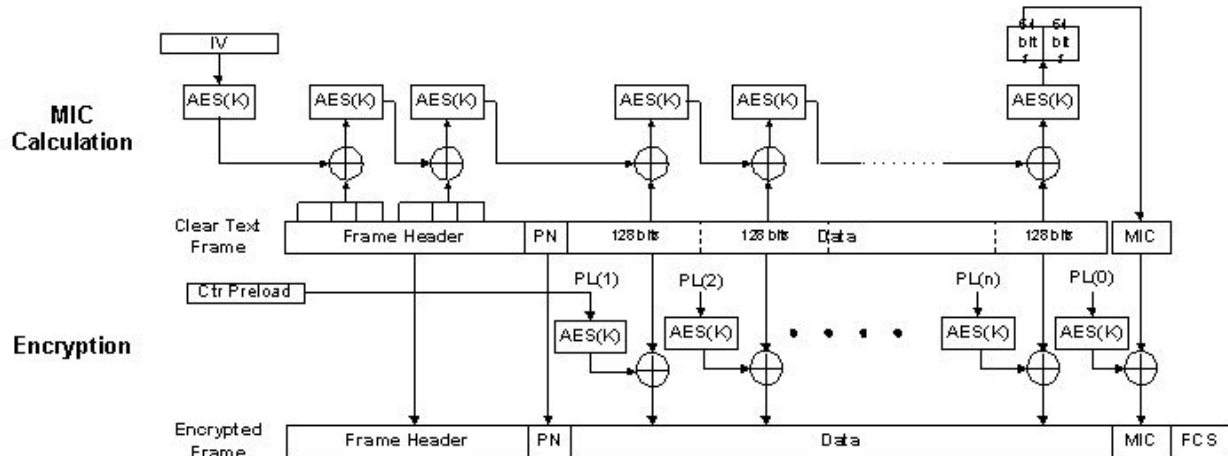 64 64
bit bit
s s
IV
AES(K) AES(K) AES(K) AES(K) AES(K) AES(K)
MIC
Calculation
Clear Text
Frame
Frame Header PN 128 bits 128 bits Data 128 bits MIC
Ctr Preload PL(1) PL(2) PL(n) PL(0)
AES(K) AES(K) AES(K) AES(K)
Encryption
Encrypted
Frame
Frame Header PN Data MIC FCS